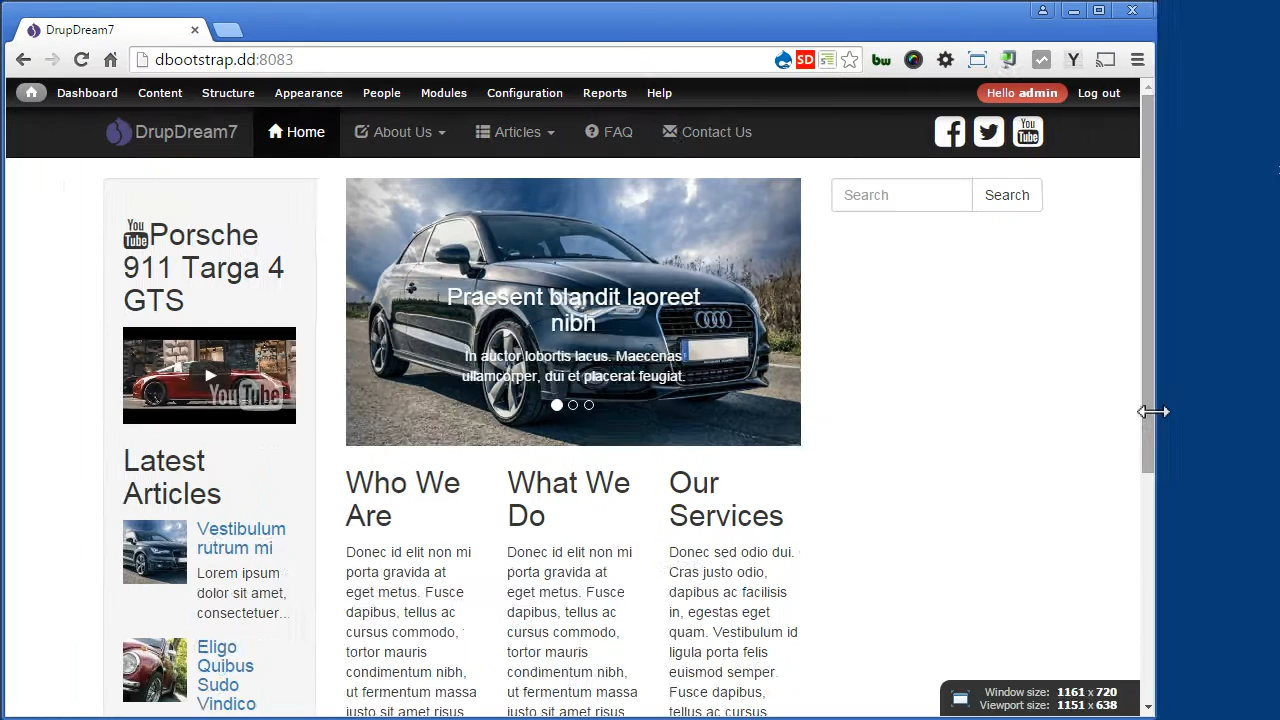 DrupDream7
dbootstrap.dd:8083
SD
bw
Y
Dashboard Content Structure Appearance People Modules Configuration Reports Help
Hello admin Log out
DrupDream7 Home About Us Articles FAQ Contact Us
You Tube
You Tube Porsche
911 Targa 4
GTS
YouTube
Latest
Articles
Vestibulum
rutrum mi
Lorem ipsum
dolor sit amet,
consectetuer...
Eligo
Quibus
Sudo
Vindico
Praesent blandit laoreet
nibh
In auctor lobortis lacus. Maecenas
ullamcorper, dui et placerat feugiat.
Who We
Are
Donec id elit non mi
porta gravida at
eget metus. Fusce
dapibus, tellus ac
cursus commodo,
tortor mauris
condimentum nibh,
ut fermentum massa
justo sit amet risus
What We
Do
Donec id elit non mi
porta gravida at
eget metus. Fusce
dapibus, tellus ac
cursus commodo,
tortor mauris
condimentum nibh,
ut fermentum massa
justo sit amet risus
Our
Services
Donec sed odio dui.
Cras justo odio,
dapibus ac facilisis
in, egestas eget
quam. Vestibulum id
ligula porta felis
euismod semper.
Fusce dapibus,
tellus ac cursus
Search Search
Window size: 1161 x 720
Viewport size: 1151 x 638